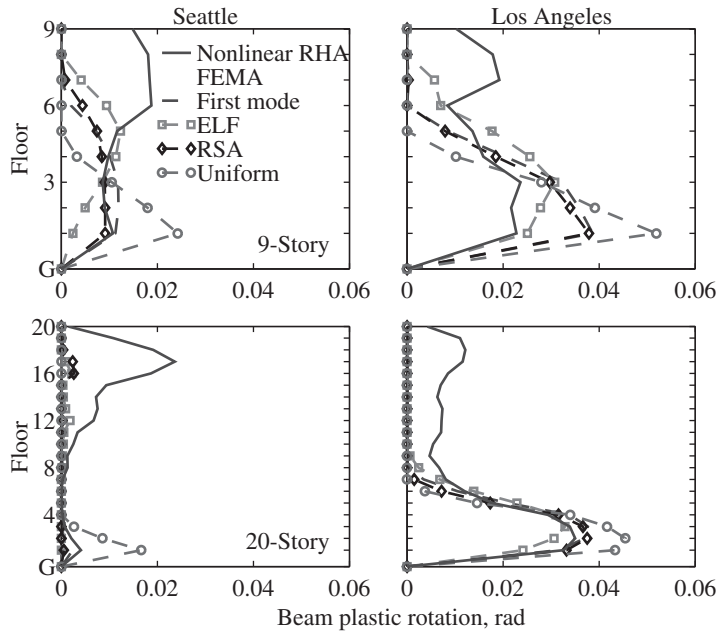 Seattle
Los Angeles
9
6
3
G
Floor
Nonlinear RHA
FEMA
First mode
ELF
RSA
Uniform
9-Story
0 0.02 0.04 0.06
0 0.02 0.04 0.06
20
16
12
8
4
G
Floor
20-Story
0 0.02 0.04 0.06
0 0.02 0.04 0.06
Beam plastic rotation, rad